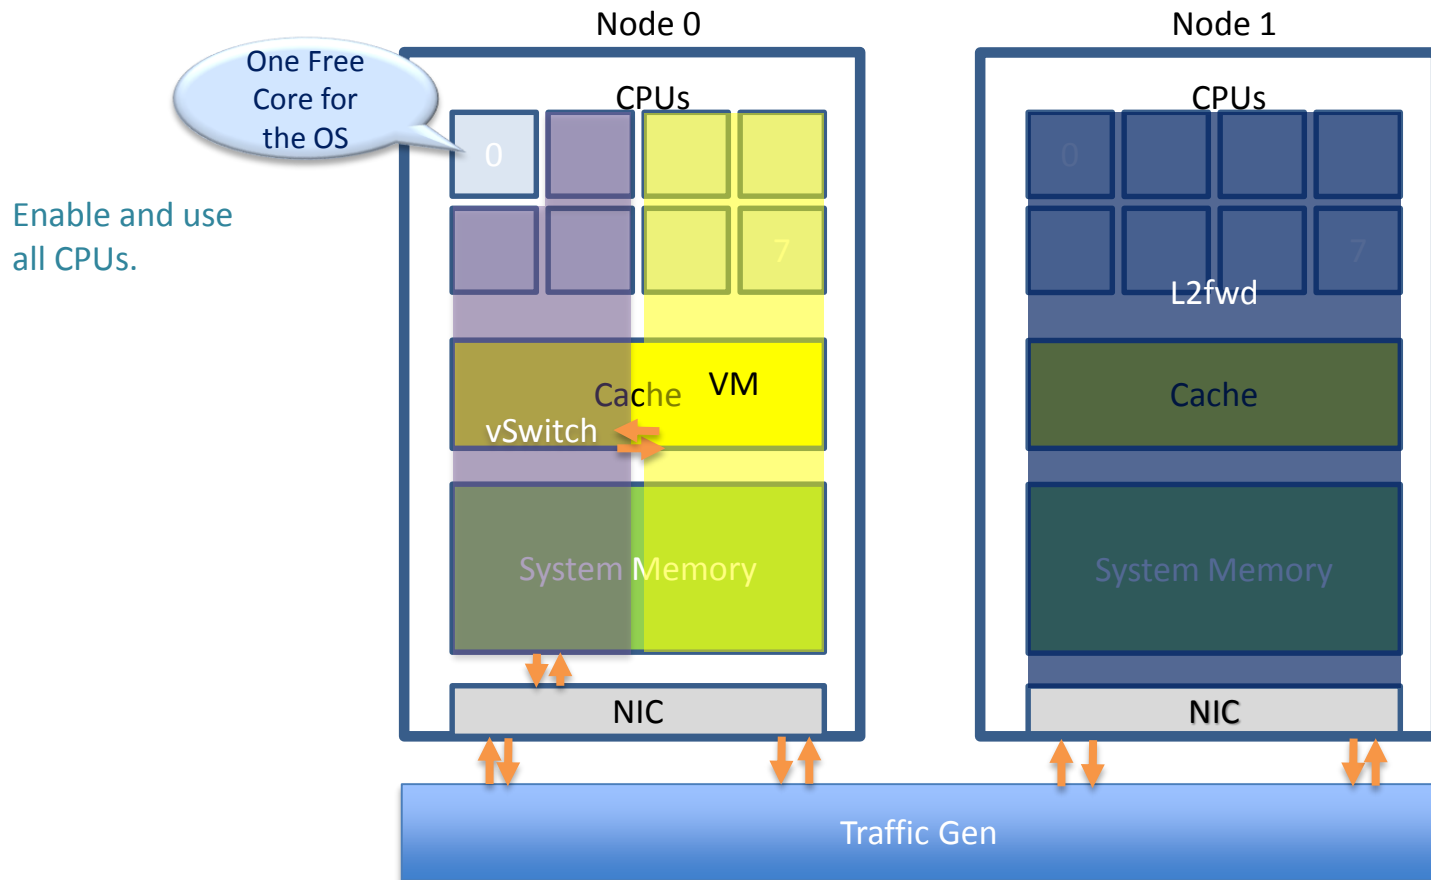 Node 0
Node 1
One Free
Core for
the OS
CPUs
CPUs
0
0
Enable and use
all CPUs.
7
7
L2fwd
Cache
VM
Cache
vSwitch
System Memory
System Memory
NIC
NIC
Traffic Gen